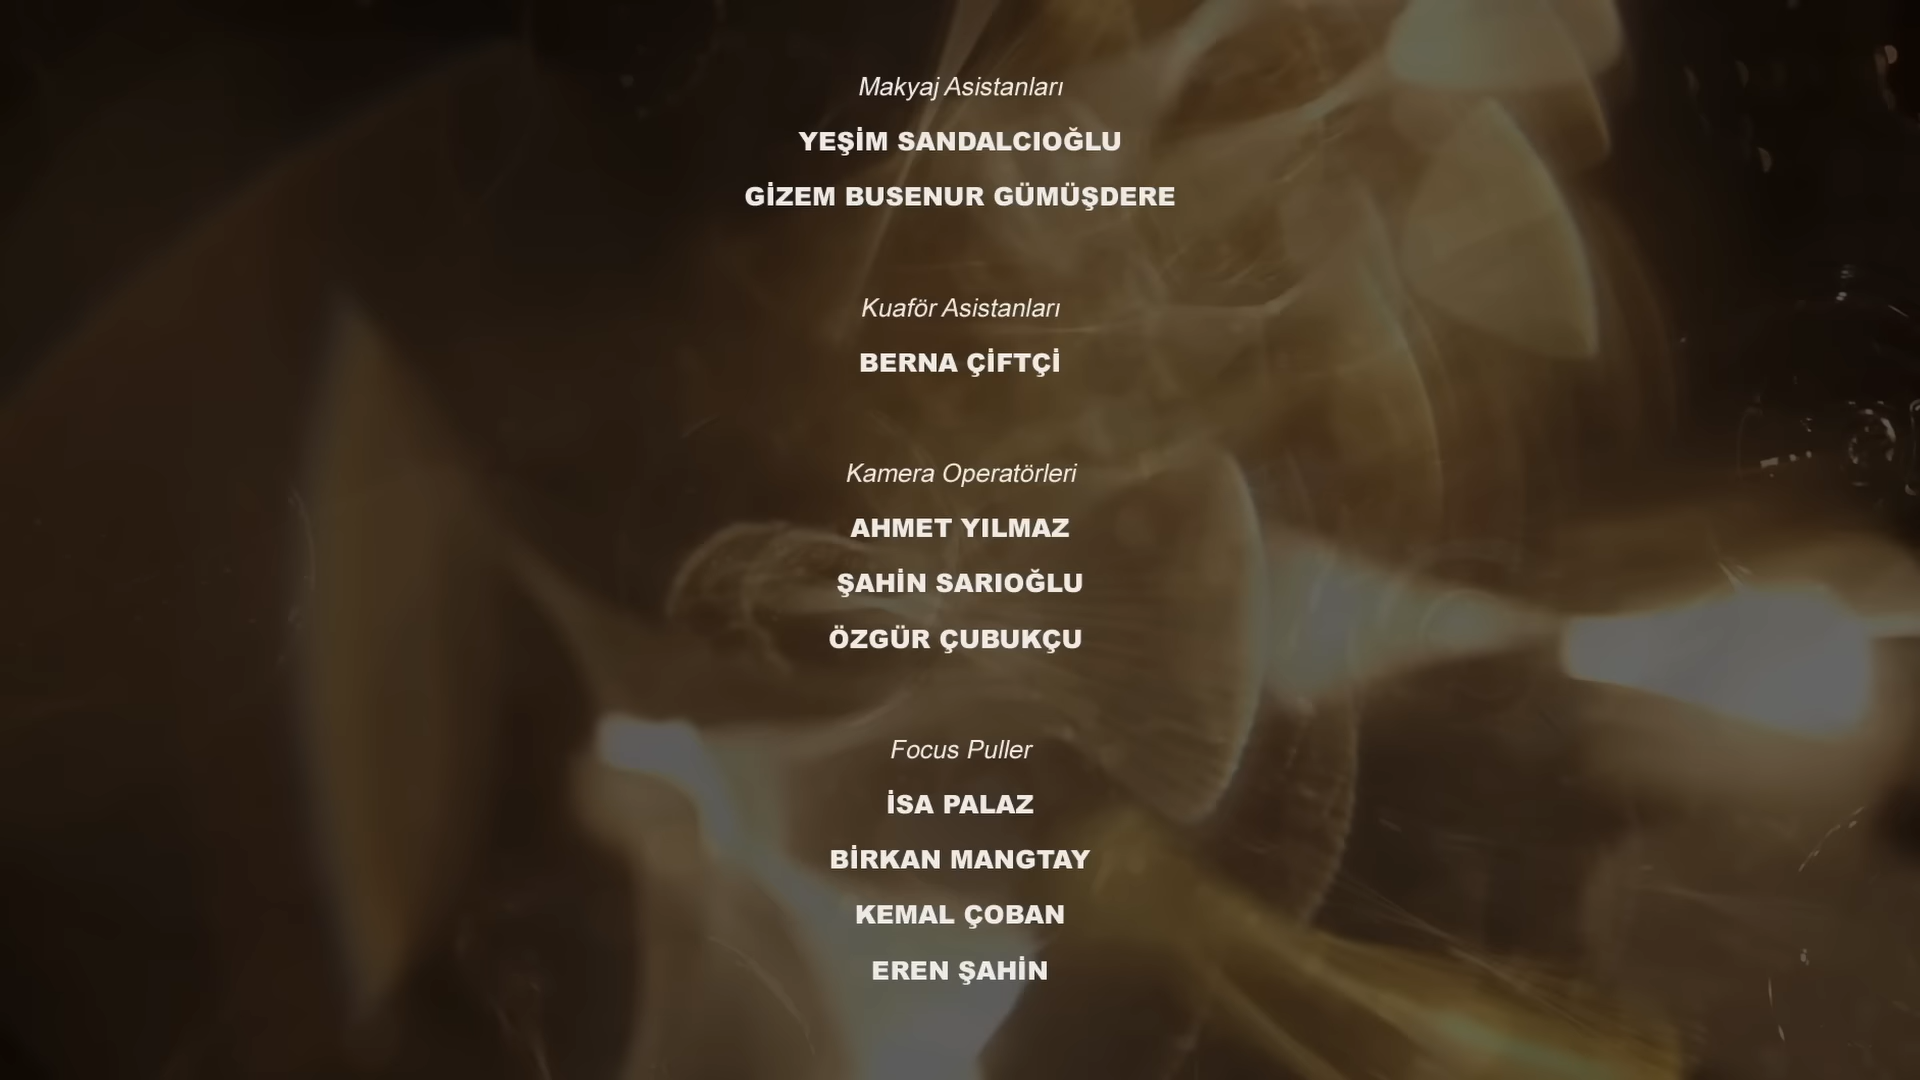 Makyaj Asistanları
YEŞİM SANDALCIOĞLU
GİZEM BUSENUR GÜMÜŞDERE
Kuaför Asistanları
BERNA ÇİFTÇİ
Kamera Operatörleri
AHMET YILMAZ
ŞAHİN SARIOĞLU
ÖZGÜR ÇUBUKÇU
Focus Puller
İSA PALAZ
BİRKAN MANGTAY
KEMAL ÇOBAN
EREN ŞAHİN